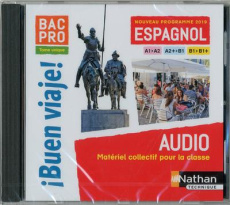 BAC
PRO
Tome unique
NOUVEAU PROGRAMME 2010
ESPAGNOL
A1>A2 A2+>B1 B1>B1+
¡Buen viaje!
AUDIO
Matériel collectif pour la classe
Nathan
TECHNIQUE